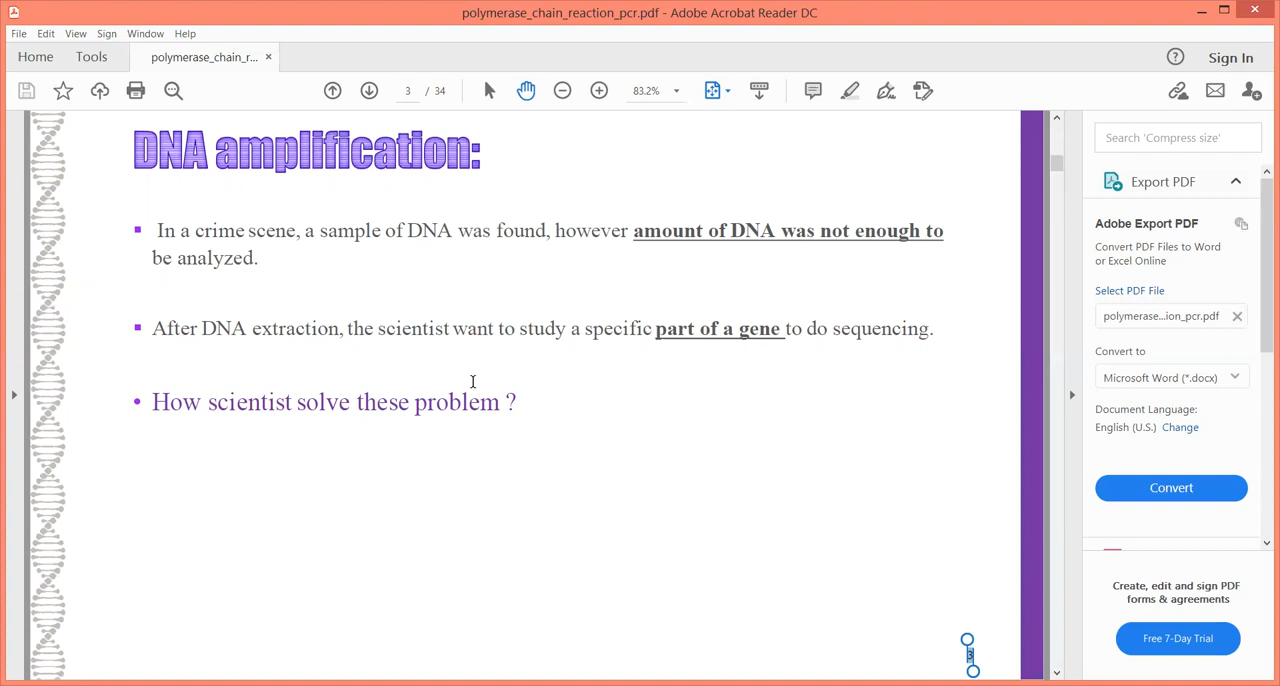 polymerase_chain_reaction_pcr.pdf - Adobe Acrobat Reader DC
File Edit View Sign Window Help
Home Tools polymerase_chain_r... × Sign In
3 / 34 83.2%
DNA amplification:
In a crime scene, a sample of DNA was found, however amount of DNA was not enough to
be analyzed.
After DNA extraction, the scientist want to study a specific part of a gene to do sequencing.
How scientist solve these problem ?
3
Search 'Compress size'
Export PDF
Adobe Export PDF
Convert PDF Files to Word
or Excel Online
Select PDF File
polymerase...ion_pcr.pdf
Convert to
Microsoft Word (*.docx)
Document Language:
English (U.S.) Change
Convert
Create, edit and sign PDF
forms & agreements
Free 7-Day Trial